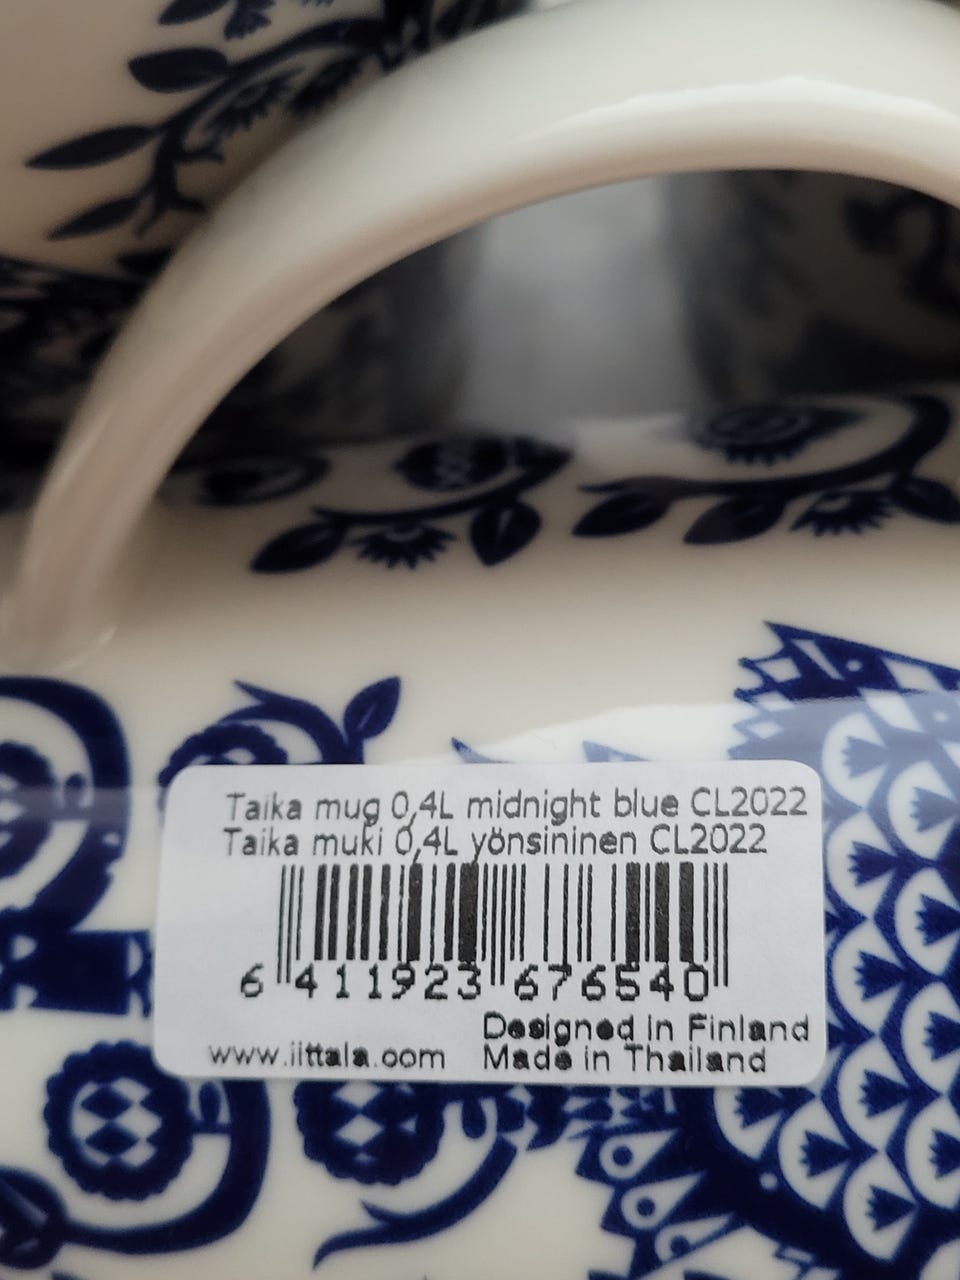 Taika mug 0,4L midnight blue CL2022
Taika muki 0,4L yönsininen CL2022
6 411923 676540
Designed in Finland
www.iittala.com Made in Thailand